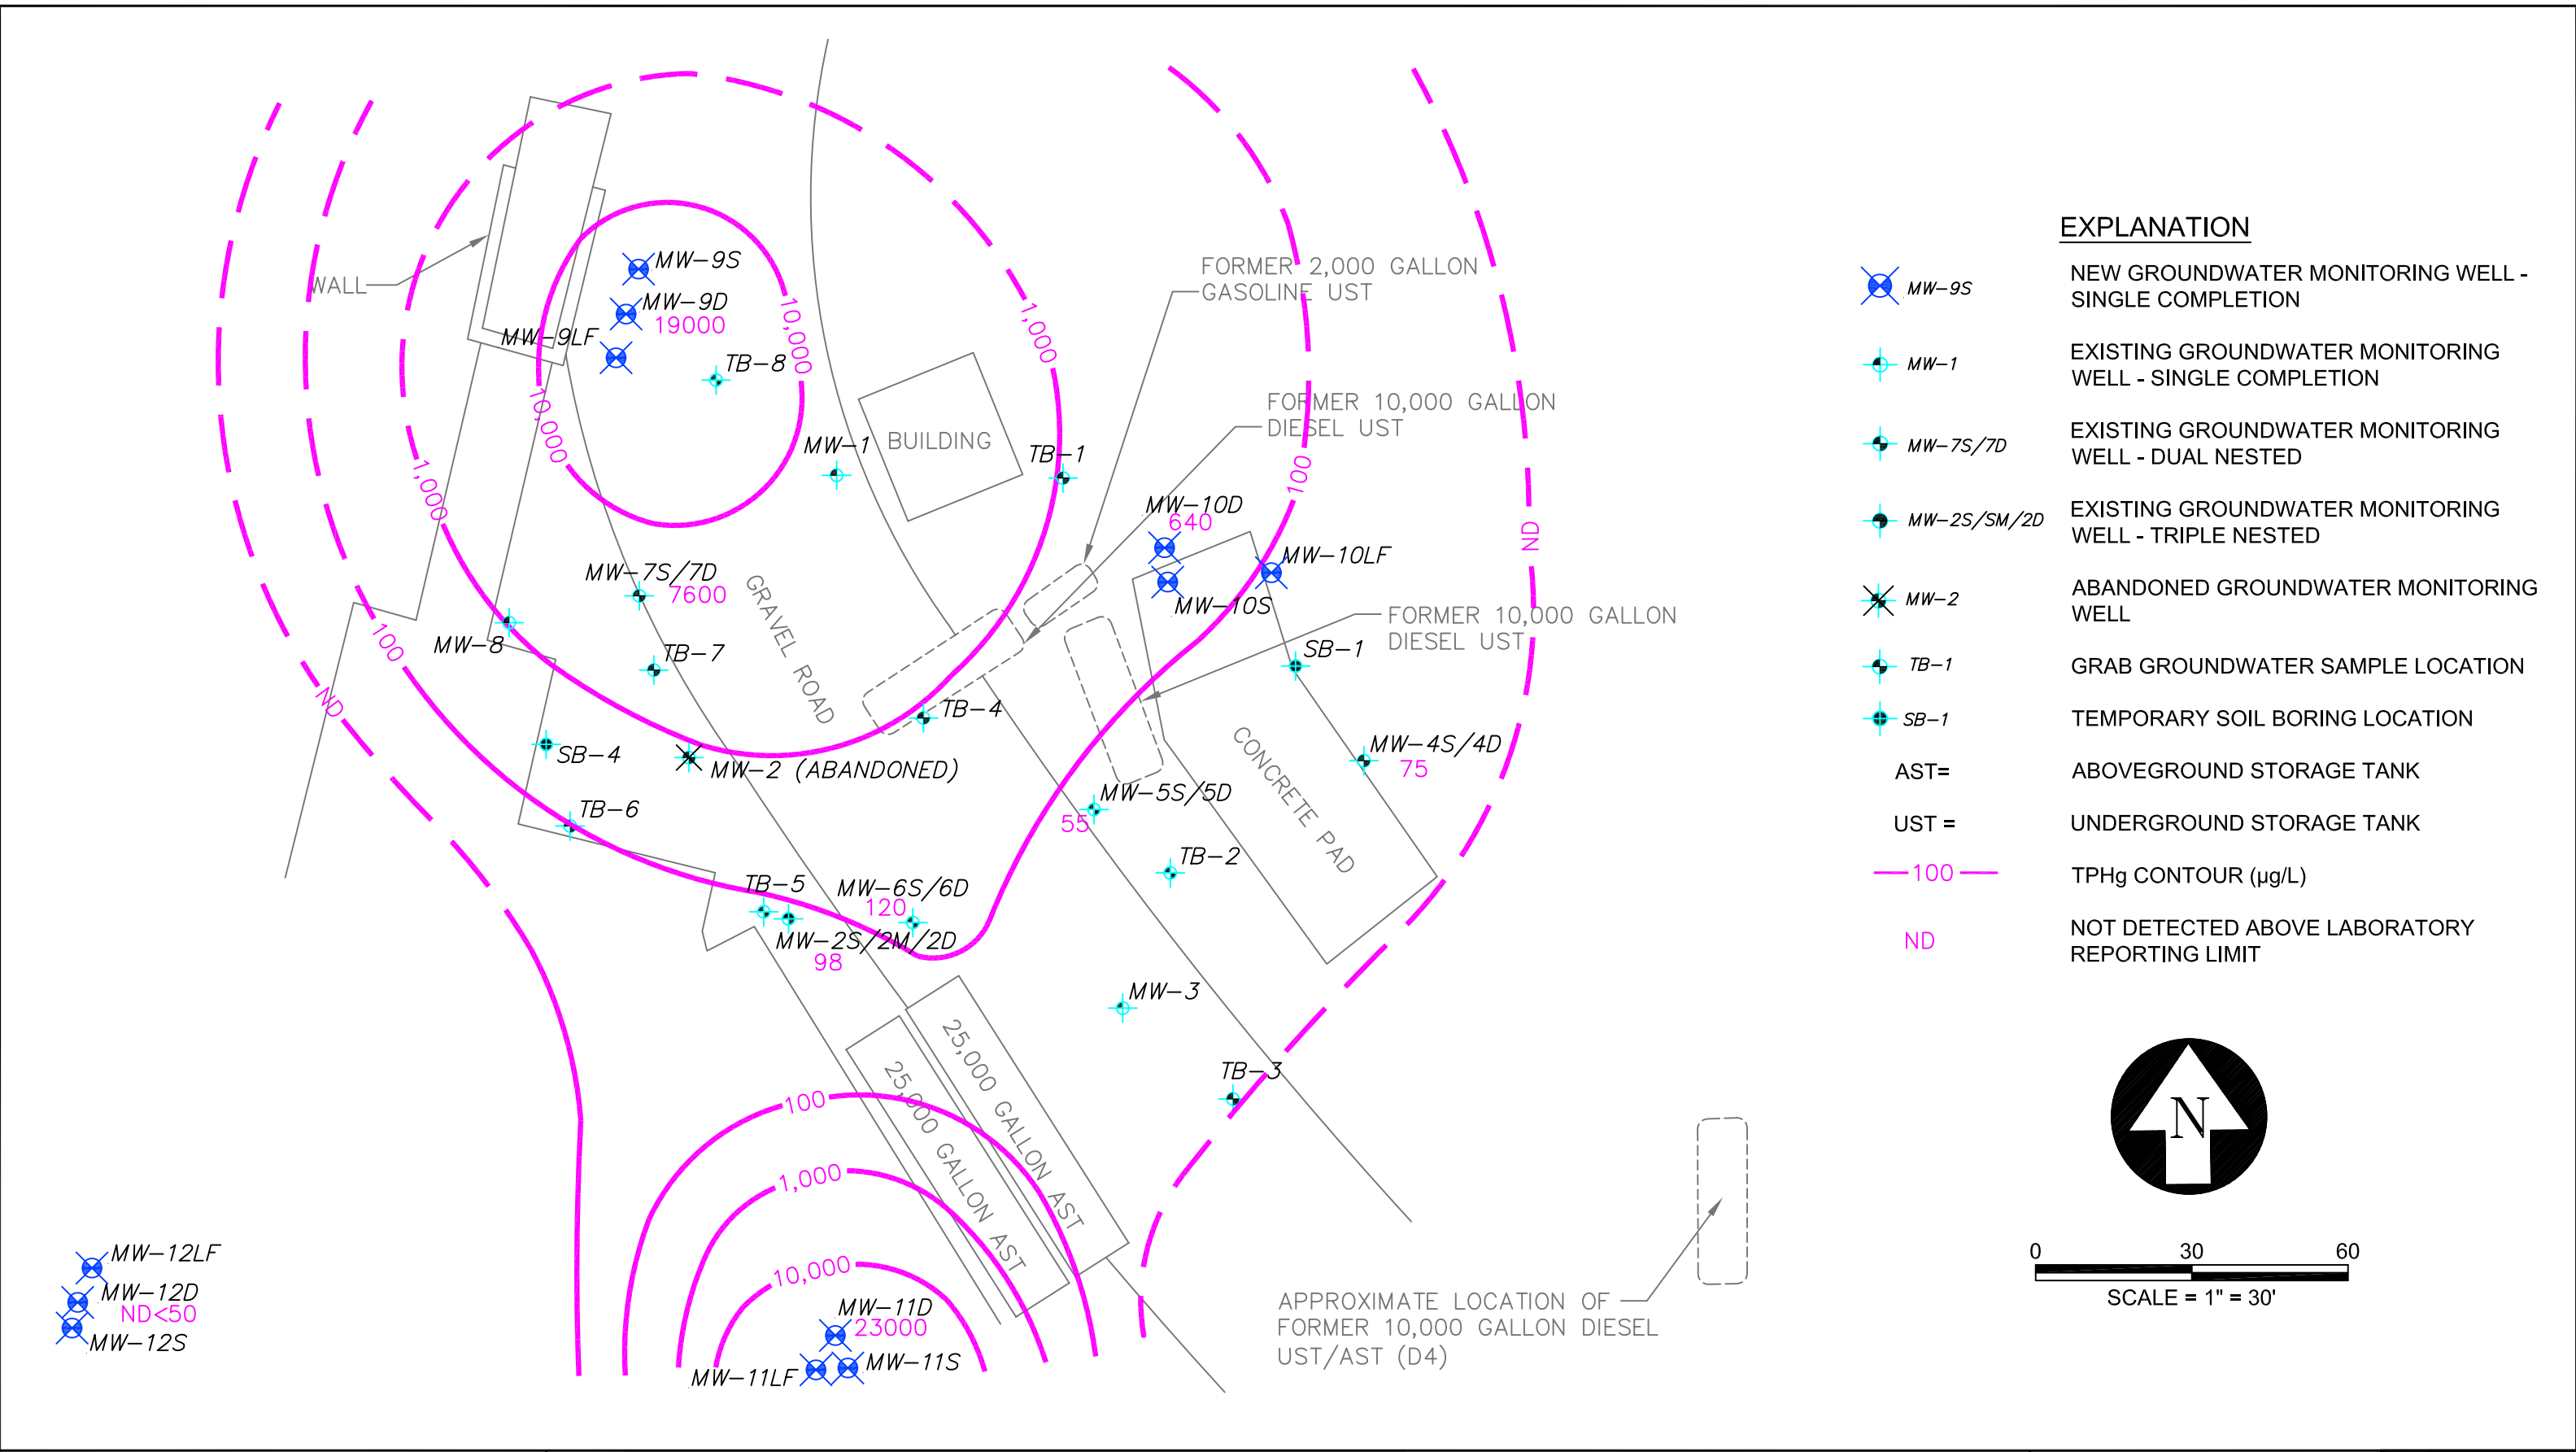 WALL
MW-9S
MW-9D
19000
MW-9LF
TB-8
10,000
10,000
1,000
1,000
FORMER 2,000 GALLON
GASOLINE UST
FORMER 10,000 GALLON
DIESEL UST
BUILDING
MW-1
TB-1
MW-10D
640
100
ND
MW-10LF
MW-10S
MW-7S/7D
7600
GRAVEL ROAD
FORMER 10,000 GALLON
DIESEL UST
MW-8
100
TB-7
SB-1
ND
TB-4
SB-4
MW-2 (ABANDONED)
CONCRETE PAD
MW-4S/4D
75
MW-5S/5D
55
TB-6
TB-2
TB-5
MW-6S/6D
120
MW-2S/2M/2D
98
MW-3
25,000 GALLON AST
25,000 GALLON AST
TB-3
100
1,000
10,000
MW-11D
23000
MW-11LF
MW-11S
MW-12LF
MW-12D
ND<50
MW-12S
APPROXIMATE LOCATION OF
FORMER 10,000 GALLON DIESEL
UST/AST (D4)
EXPLANATION
MW-9S NEW GROUNDWATER MONITORING WELL -
SINGLE COMPLETION
MW-1 EXISTING GROUNDWATER MONITORING
WELL - SINGLE COMPLETION
MW-7S/7D EXISTING GROUNDWATER MONITORING
WELL - DUAL NESTED
MW-2S/SM/2D EXISTING GROUNDWATER MONITORING
WELL - TRIPLE NESTED
MW-2 ABANDONED GROUNDWATER MONITORING
WELL
TB-1 GRAB GROUNDWATER SAMPLE LOCATION
SB-1 TEMPORARY SOIL BORING LOCATION
AST= ABOVEGROUND STORAGE TANK
UST = UNDERGROUND STORAGE TANK
100 TPHg CONTOUR (µg/L)
ND NOT DETECTED ABOVE LABORATORY
REPORTING LIMIT
N
0 30 60
SCALE = 1" = 30'